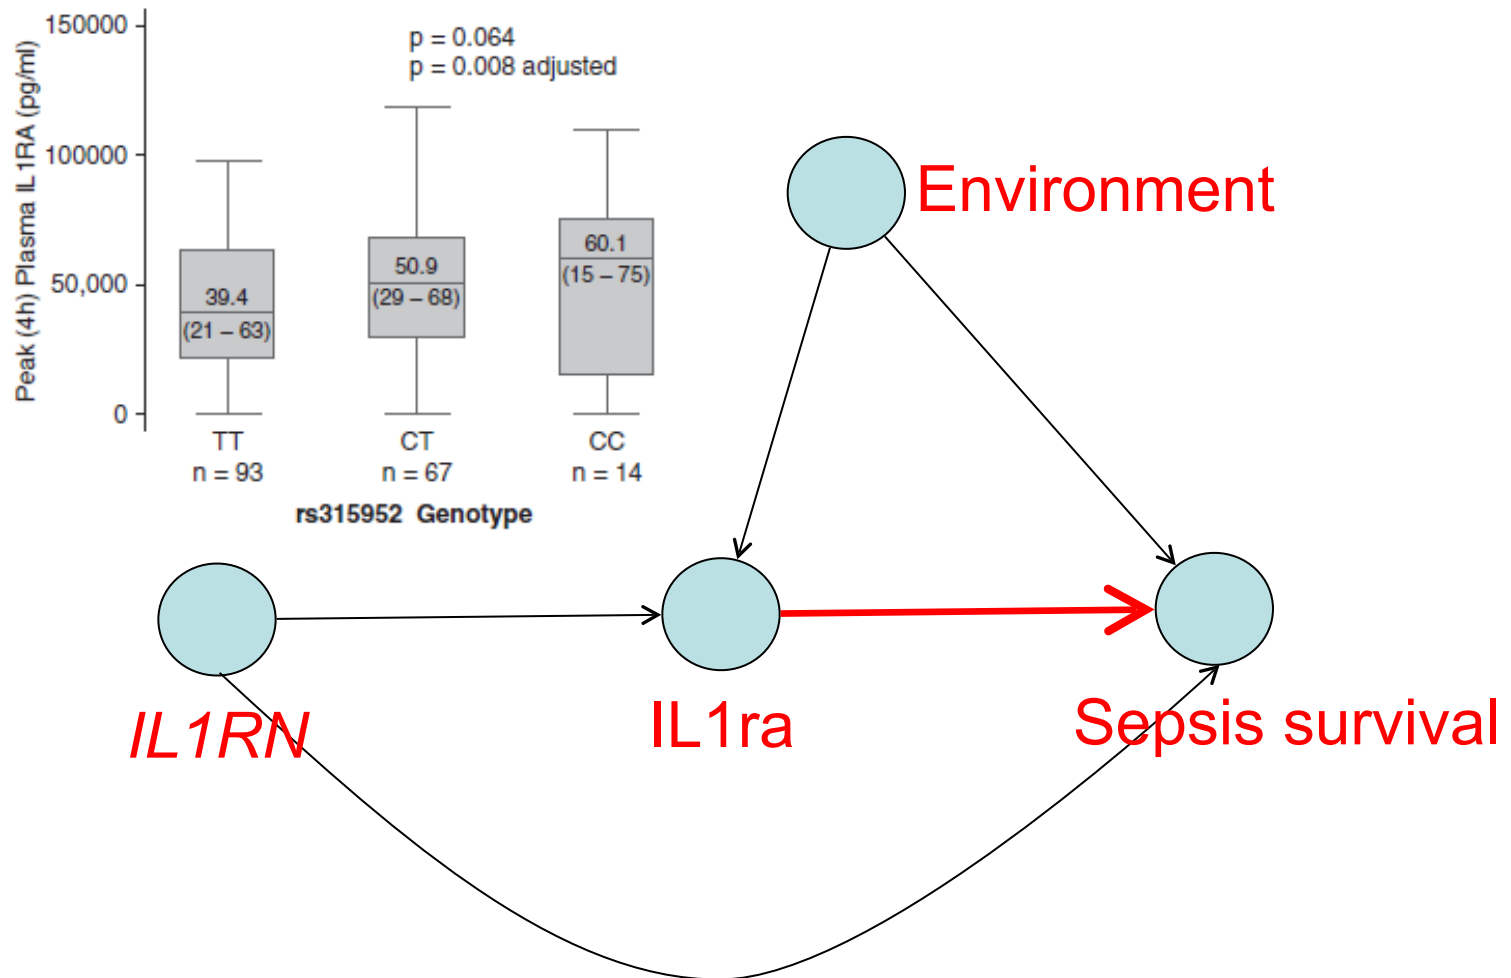 Peak (4h) Plasma IL1RA (pg/ml)
150000
100000
50,000
0
p = 0.064
p = 0.008 adjusted
39.4
(21 – 63)
50.9
(29 – 68)
60.1
(15 – 75)
TT
CT
CC
n = 93
n = 67
n = 14
rs315952 Genotype
Environment
IL1RN
IL1ra
Sepsis survival